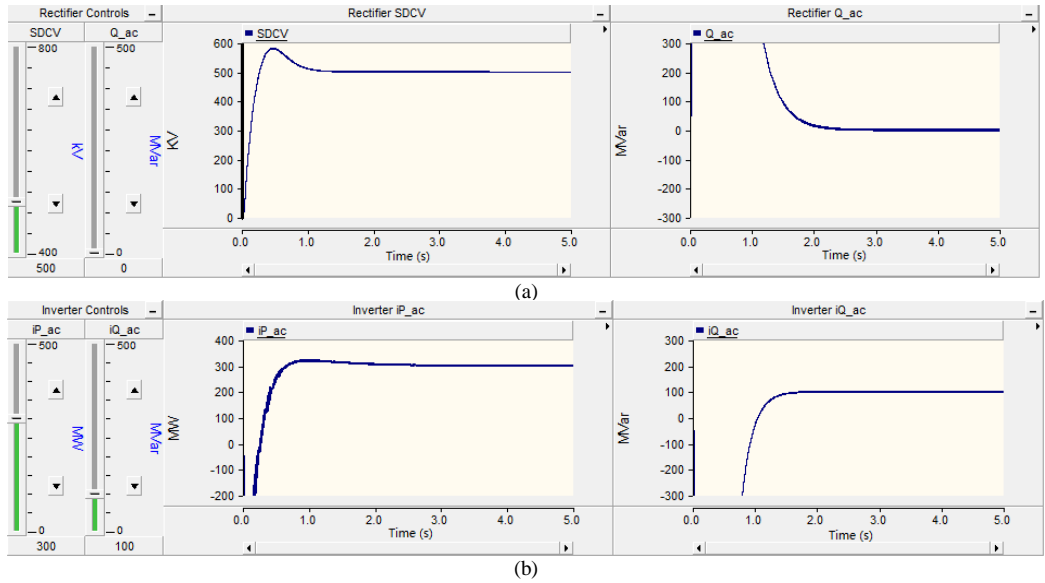 Rectifier Controls
SDCV Q_ac
800 500
kV MVar
400 0
500 0
Rectifier SDCV
SDCV
600
500
400
300
200
100
0
KV
0.0 1.0 2.0 3.0 4.0 5.0
Time (s)
Rectifier Q_ac
Q_ac
300
200
100
0
-100
-200
-300
MVar
0.0 1.0 2.0 3.0 4.0 5.0
Time (s)
(a)
Inverter Controls
iP_ac iQ_ac
500 500
MW MVar
0 0
300 100
Inverter iP_ac
iP_ac
400
300
200
100
0
-100
-200
MW
0.0 1.0 2.0 3.0 4.0 5.0
Time (s)
Inverter iQ_ac
iQ_ac
300
200
100
0
-100
-200
-300
MVar
0.0 1.0 2.0 3.0 4.0 5.0
Time (s)
(b)